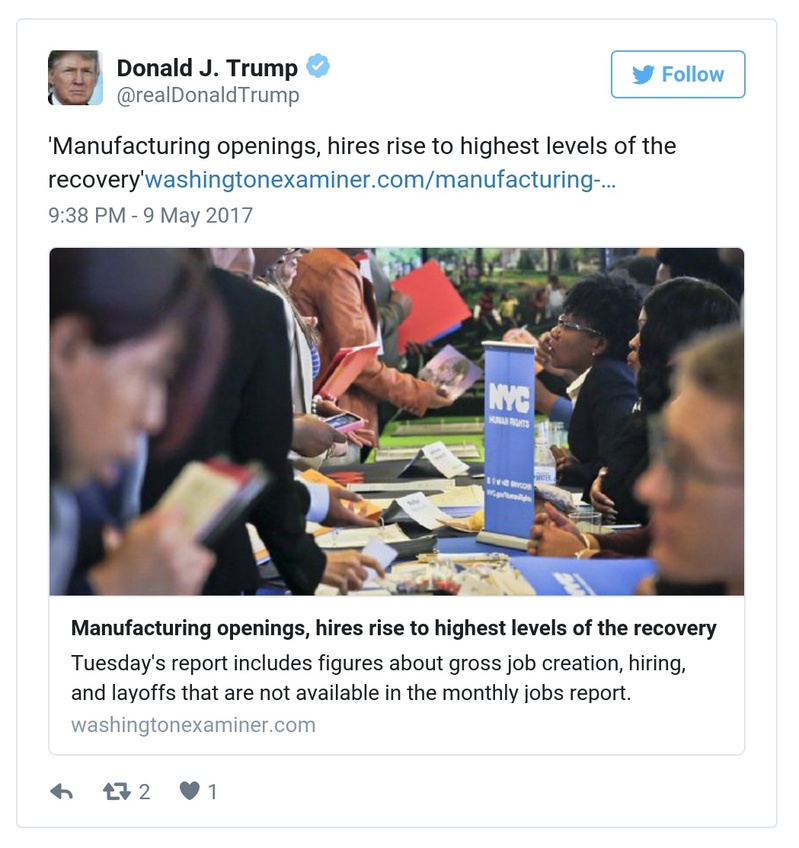 Donald J. Trump
@realDonaldTrump
Follow
'Manufacturing openings, hires rise to highest levels of the
recovery'washingtonexaminer.com/manufacturing-…
9:38 PM - 9 May 2017
NYC
HUMAN RIGHTS
Manufacturing openings, hires rise to highest levels of the recovery
Tuesday's report includes figures about gross job creation, hiring,
and layoffs that are not available in the monthly jobs report.
washingtonexaminer.com
2
1